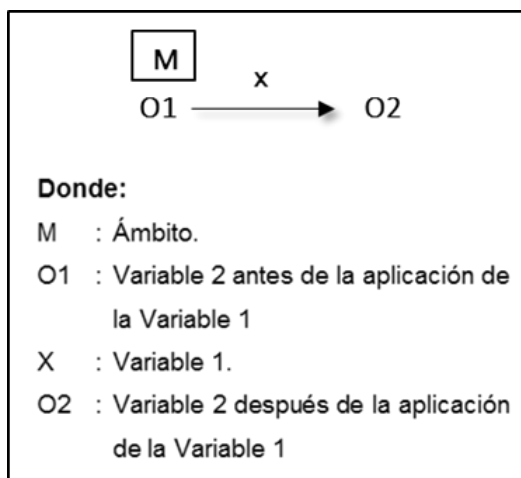 M
x
O1 O2
Donde:
M : Ámbito.
O1 : Variable 2 antes de la aplicación de
la Variable 1
X : Variable 1.
O2 : Variable 2 después de la aplicación
de la Variable 1